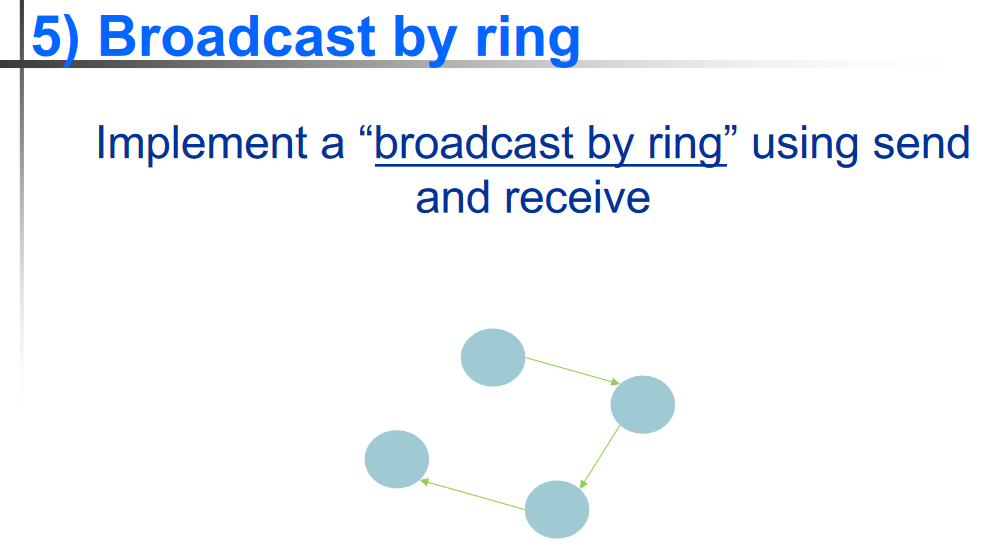 5) Broadcast by ring
Implement a “broadcast by ring” using send
and receive